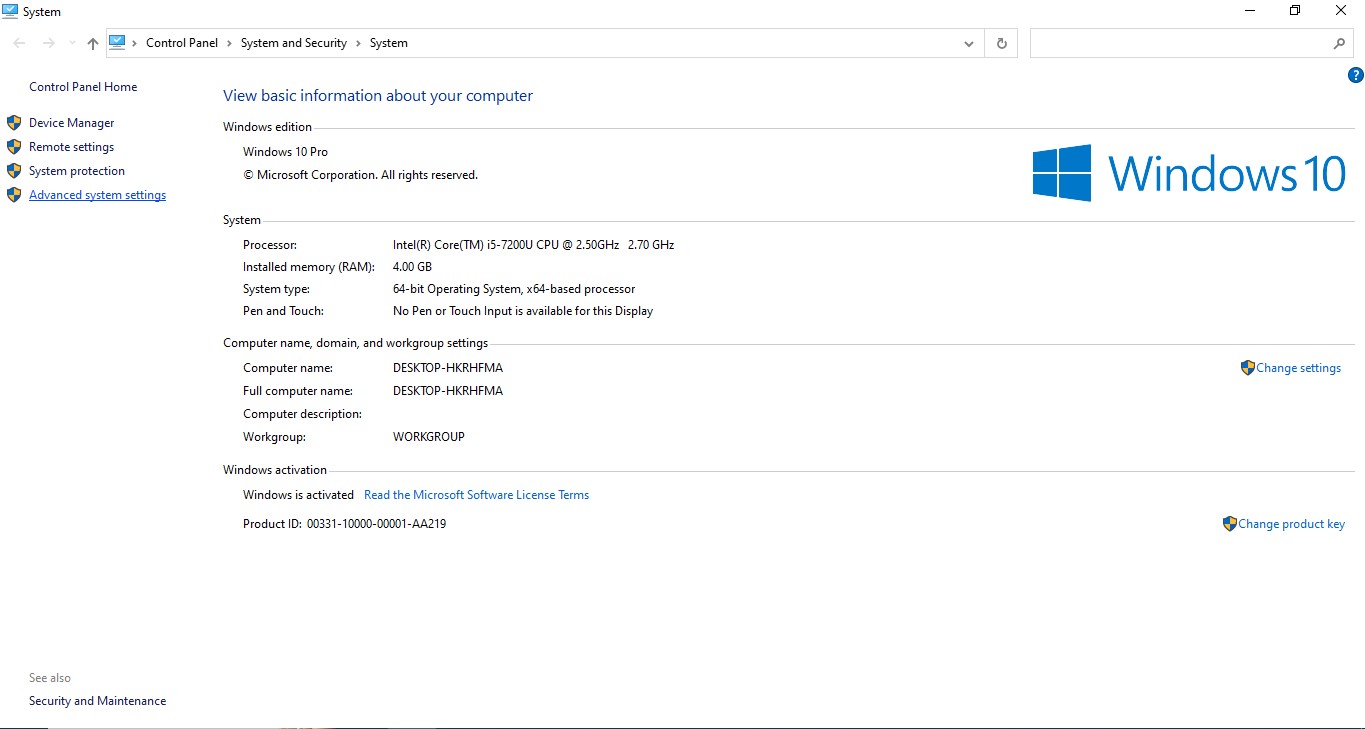 System
Control Panel > System and Security > System
Control Panel Home
Device Manager
Remote settings
System protection
Advanced system settings
?
View basic information about your computer
Windows edition
Windows 10 Pro
© Microsoft Corporation. All rights reserved.
Windows 10
System
Processor: Intel(R) Core(TM) i5-7200U CPU @ 2.50GHz 2.70 GHz
Installed memory (RAM): 4.00 GB
System type: 64-bit Operating System, x64-based processor
Pen and Touch: No Pen or Touch Input is available for this Display
Computer name, domain, and workgroup settings
Computer name: DESKTOP-HKRHFMA
Change settings
Full computer name: DESKTOP-HKRHFMA
Computer description:
Workgroup: WORKGROUP
Windows activation
Windows is activated Read the Microsoft Software License Terms
Product ID: 00331-10000-00001-AA219
Change product key
See also
Security and Maintenance